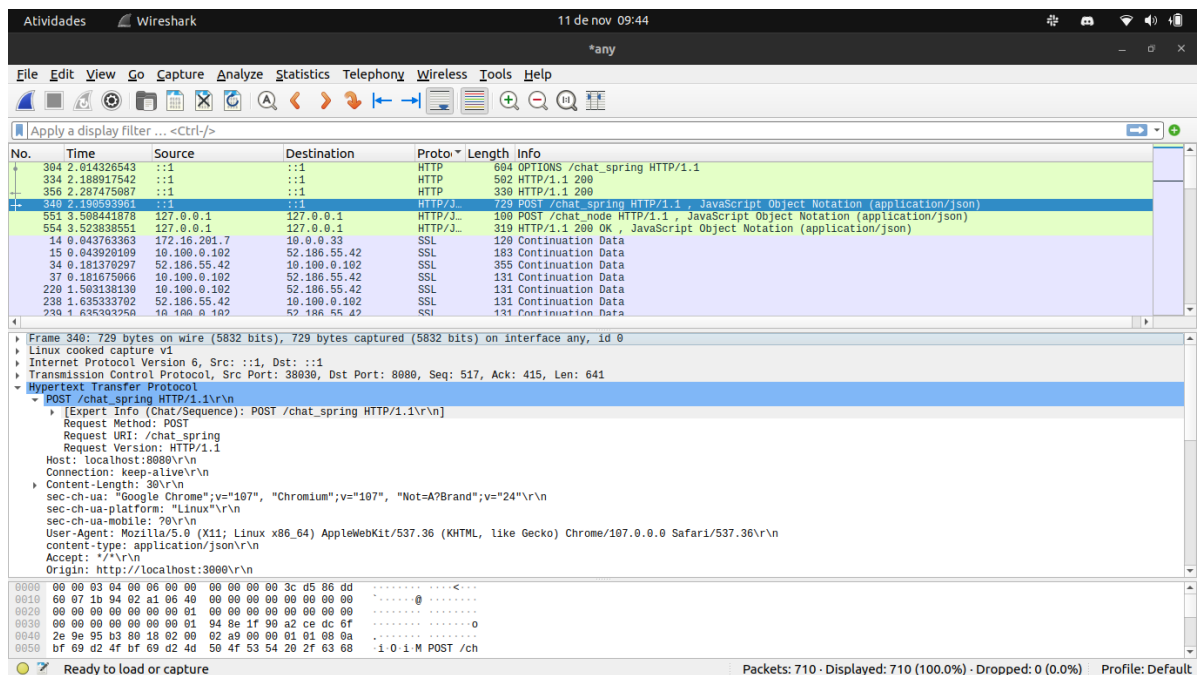 Atividades Wireshark 11 de nov 09:44
*any
File Edit View Go Capture Analyze Statistics Telephony Wireless Tools Help
Apply a display filter … <Ctrl-/>
No. Time Source Destination Proto Length Info
304 2.014326543 ::1 ::1 HTTP 604 OPTIONS /chat_spring HTTP/1.1
334 2.188917542 ::1 ::1 HTTP 502 HTTP/1.1 200
356 2.287475087 ::1 ::1 HTTP 330 HTTP/1.1 200
340 2.190593961 ::1 ::1 HTTP/J… 729 POST /chat_spring HTTP/1.1 , JavaScript Object Notation (application/json)
551 3.508441878 127.0.0.1 127.0.0.1 HTTP/J… 100 POST /chat_node HTTP/1.1 , JavaScript Object Notation (application/json)
554 3.523838551 127.0.0.1 127.0.0.1 HTTP/J… 319 HTTP/1.1 200 OK , JavaScript Object Notation (application/json)
14 0.043763363 172.16.201.7 10.0.0.33 SSL 120 Continuation Data
15 0.043920109 10.100.0.102 52.186.55.42 SSL 183 Continuation Data
34 0.181370297 52.186.55.42 10.100.0.102 SSL 355 Continuation Data
37 0.181675066 10.100.0.102 52.186.55.42 SSL 131 Continuation Data
220 1.503138130 10.100.0.102 52.186.55.42 SSL 131 Continuation Data
238 1.635333702 52.186.55.42 10.100.0.102 SSL 131 Continuation Data
239 1.635393250 10.100.0.102 52.186.55.42 SSL 131 Continuation Data
Frame 340: 729 bytes on wire (5832 bits), 729 bytes captured (5832 bits) on interface any, id 0
Linux cooked capture v1
Internet Protocol Version 6, Src: ::1, Dst: ::1
Transmission Control Protocol, Src Port: 38030, Dst Port: 8080, Seq: 517, Ack: 415, Len: 641
Hypertext Transfer Protocol
POST /chat_spring HTTP/1.1\r\n
[Expert Info (Chat/Sequence): POST /chat_spring HTTP/1.1\r\n]
Request Method: POST
Request URI: /chat_spring
Request Version: HTTP/1.1
Host: localhost:8080\r\n
Connection: keep-alive\r\n
Content-Length: 30\r\n
sec-ch-ua: "Google Chrome";v="107", "Chromium";v="107", "Not=A?Brand";v="24"\r\n
sec-ch-ua-platform: "Linux"\r\n
sec-ch-ua-mobile: ?0\r\n
User-Agent: Mozilla/5.0 (X11; Linux x86_64) AppleWebKit/537.36 (KHTML, like Gecko) Chrome/107.0.0.0 Safari/537.36\r\n
content-type: application/json\r\n
Accept: */*\r\n
Origin: http://localhost:3000\r\n
0000 00 00 03 04 00 06 00 00 00 00 00 00 3c d5 86 dd ········ ····<···
0010 60 07 1b 94 02 a1 06 40 00 00 00 00 00 00 00 00 `······@ ········
0020 00 00 00 00 00 00 00 01 00 00 00 00 00 00 00 00 ········ ········
0030 00 00 00 00 00 00 00 01 94 8e 1f 90 a2 ce dc 6f ········ ·······o
0040 2e 9e 95 b3 80 18 02 00 02 a9 00 00 01 01 08 0a .······· ········
0050 bf 69 d2 4f bf 69 d2 4d 50 4f 53 54 20 2f 63 68 ·i·O·i·M POST /ch
Ready to load or capture Packets: 710 · Displayed: 710 (100.0%) · Dropped: 0 (0.0%) Profile: Default